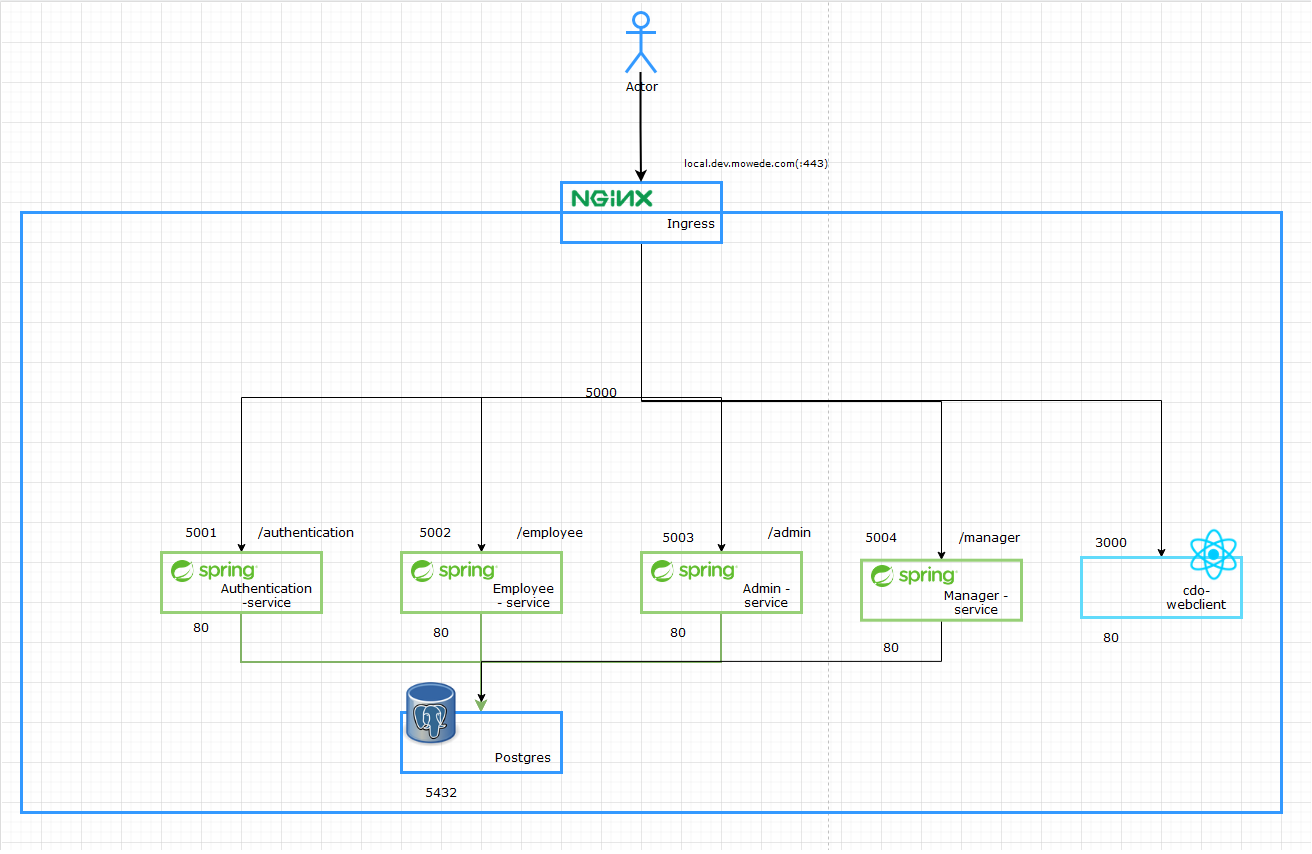 Actor
local.dev.mowede.com(:443)
NGINX
Ingress
5000
5001
/authentication
5002
/employee
5003
/admin
5004
/manager
3000
spring
Authentication
-service
spring
Employee
- service
spring
Admin -
service
spring
Manager -
service
cdo-
webclient
80
80
80
80
80
Postgres
5432